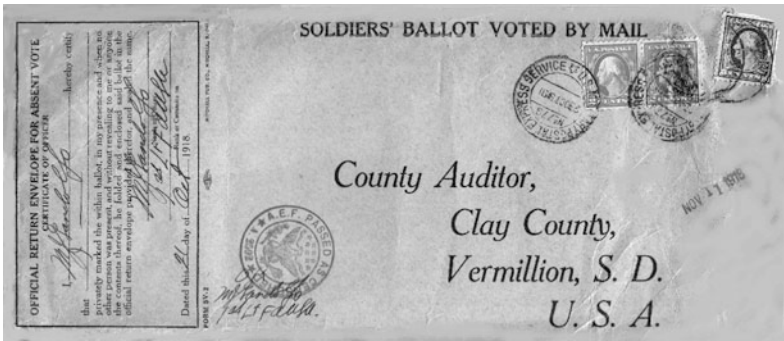 SOLDIERS' BALLOT VOTED BY MAIL
OFFICIAL RETURN ENVELOPE FOR ABSENT VOTE
CERTIFICATE OF OFFICER
I, hereby certify
that
privately marked the within ballot, in my presence and when no
other person was present, and without revealing to me or anyone
the contents thereof, he folded and enclosed said ballot in the
official return envelope provided therefor, and sealed the same.
Dated this 21 day of Oct 1918.
FORM SV-2
A.E.F. PASSED AS
County Auditor,
Clay County,
Vermillion, S. D.
U. S. A.
NOV 11 1918